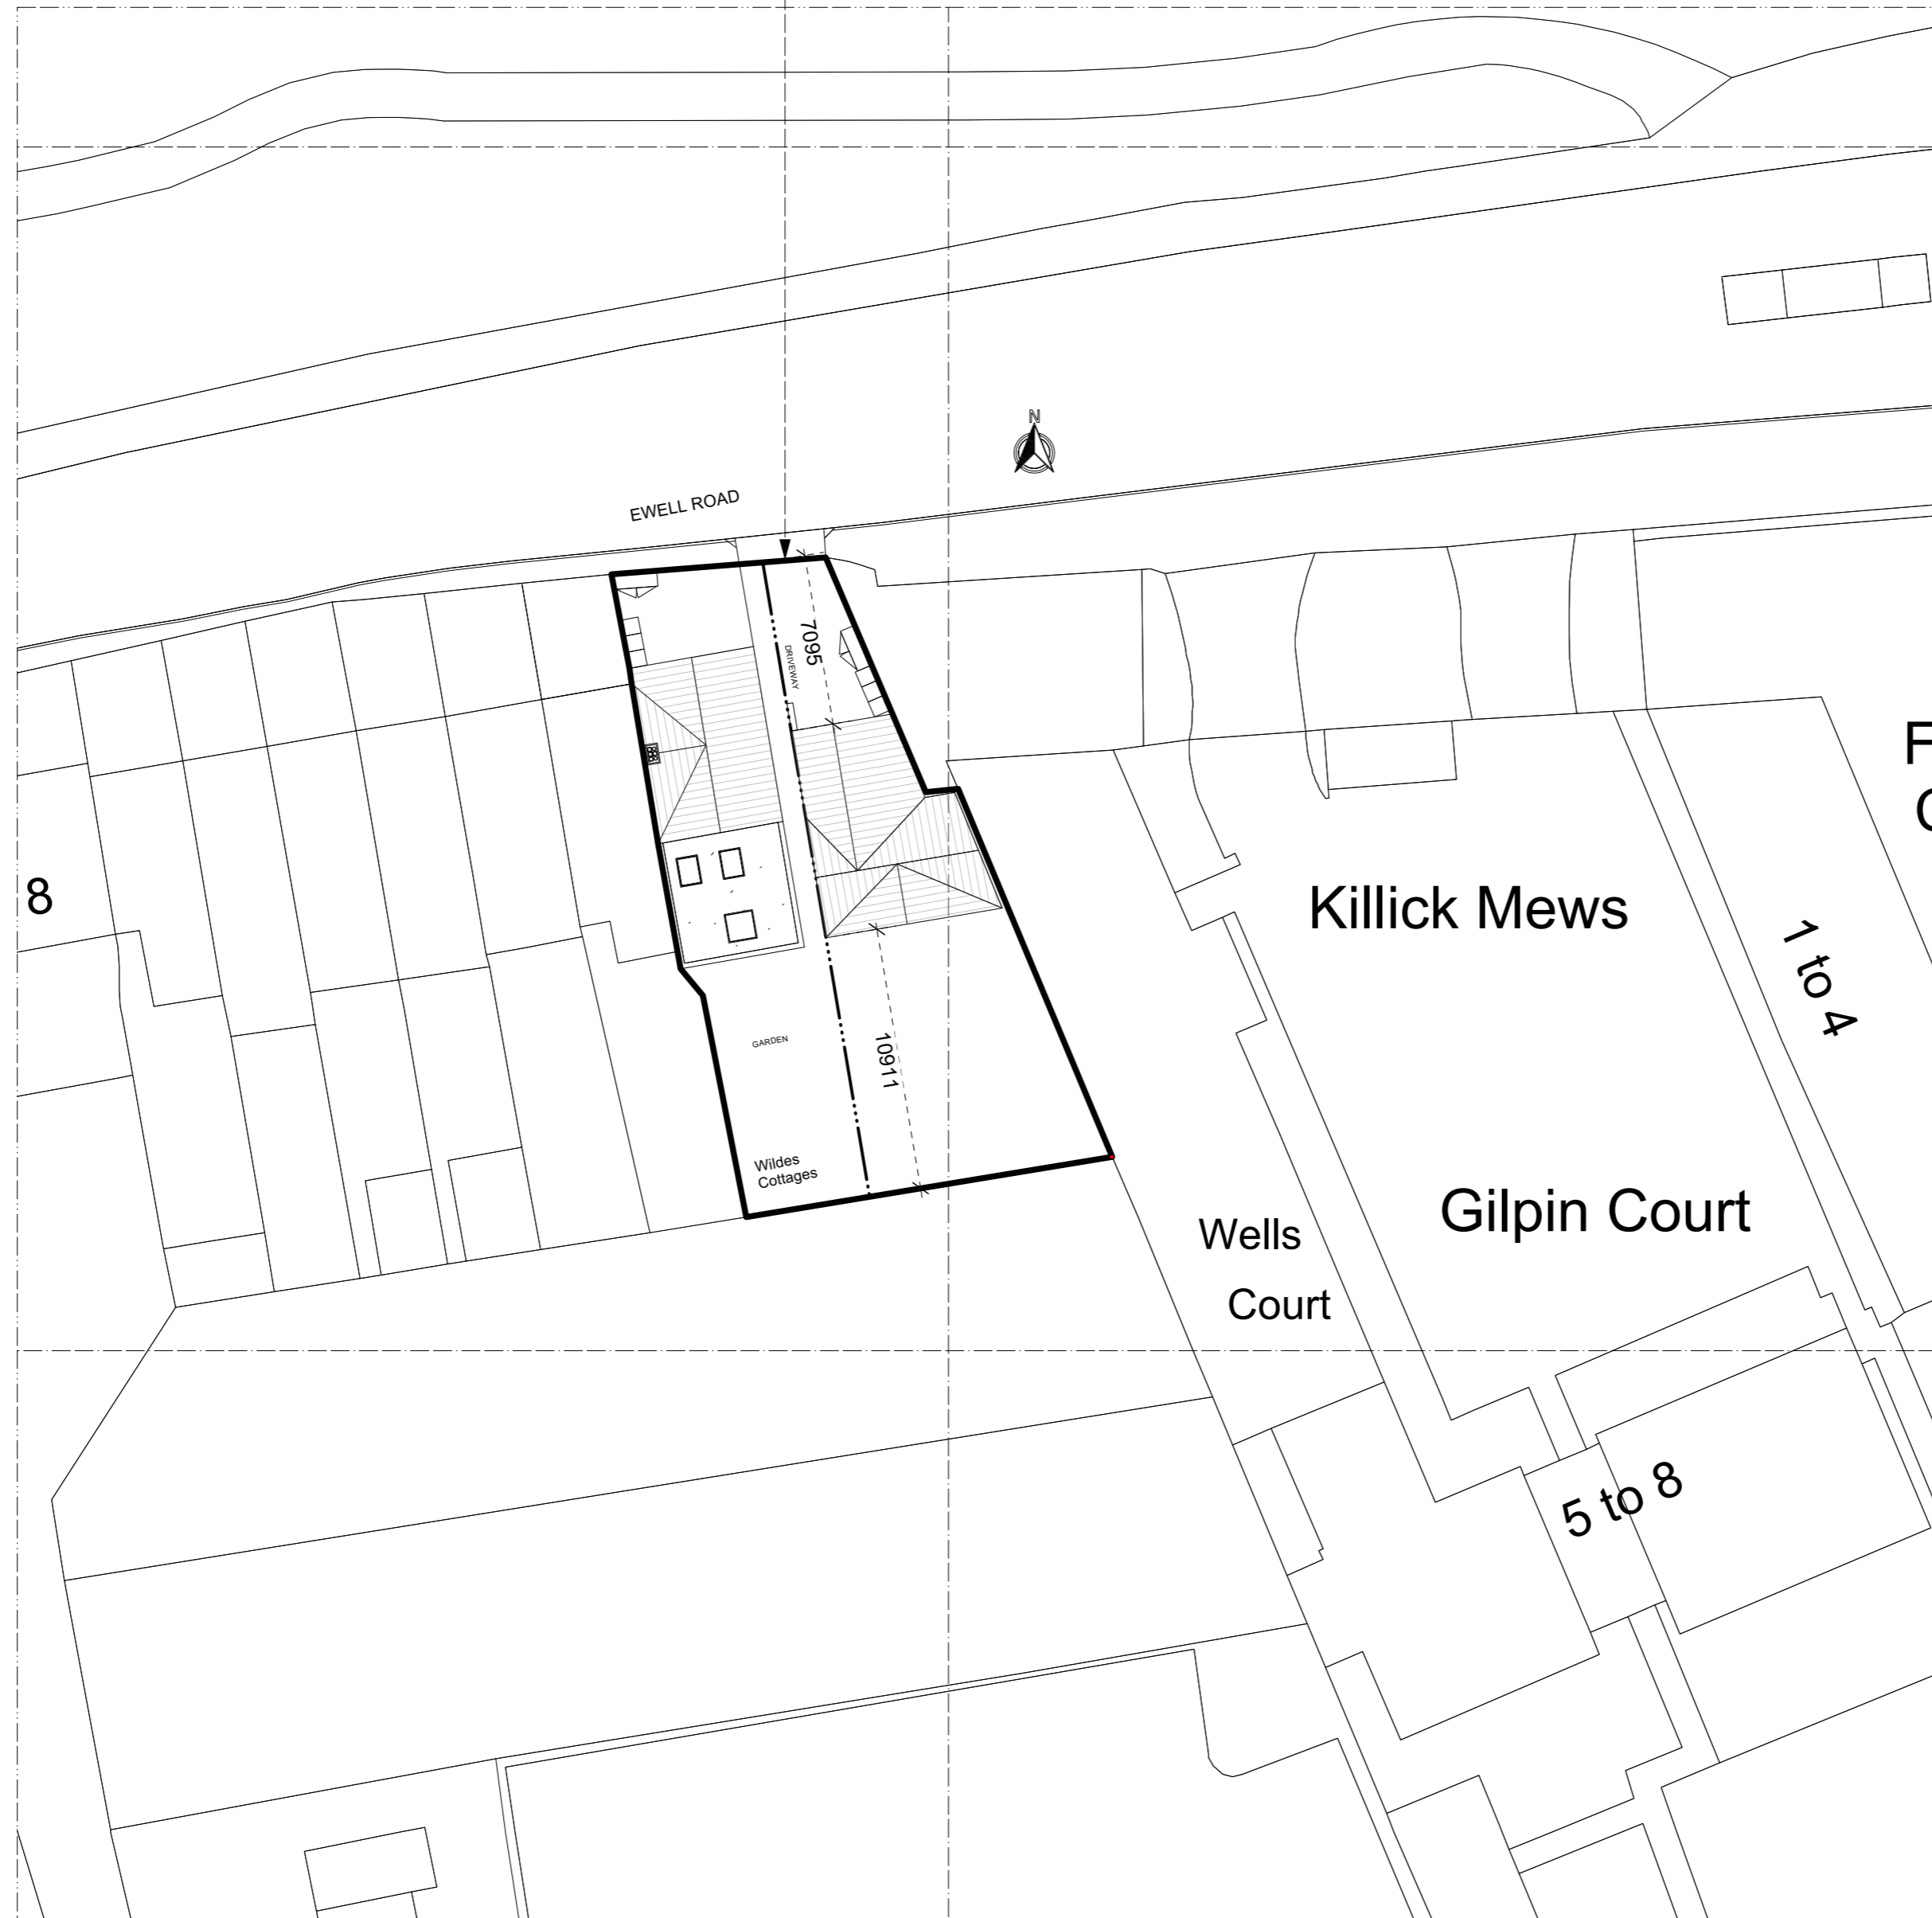 N
EWELL ROAD
7095
DRIVEWAY
F
8
Killick Mews
1 to 4
GARDEN
10911
Wildes
Cottages
Gilpin Court
Wells
Court
5 to 8